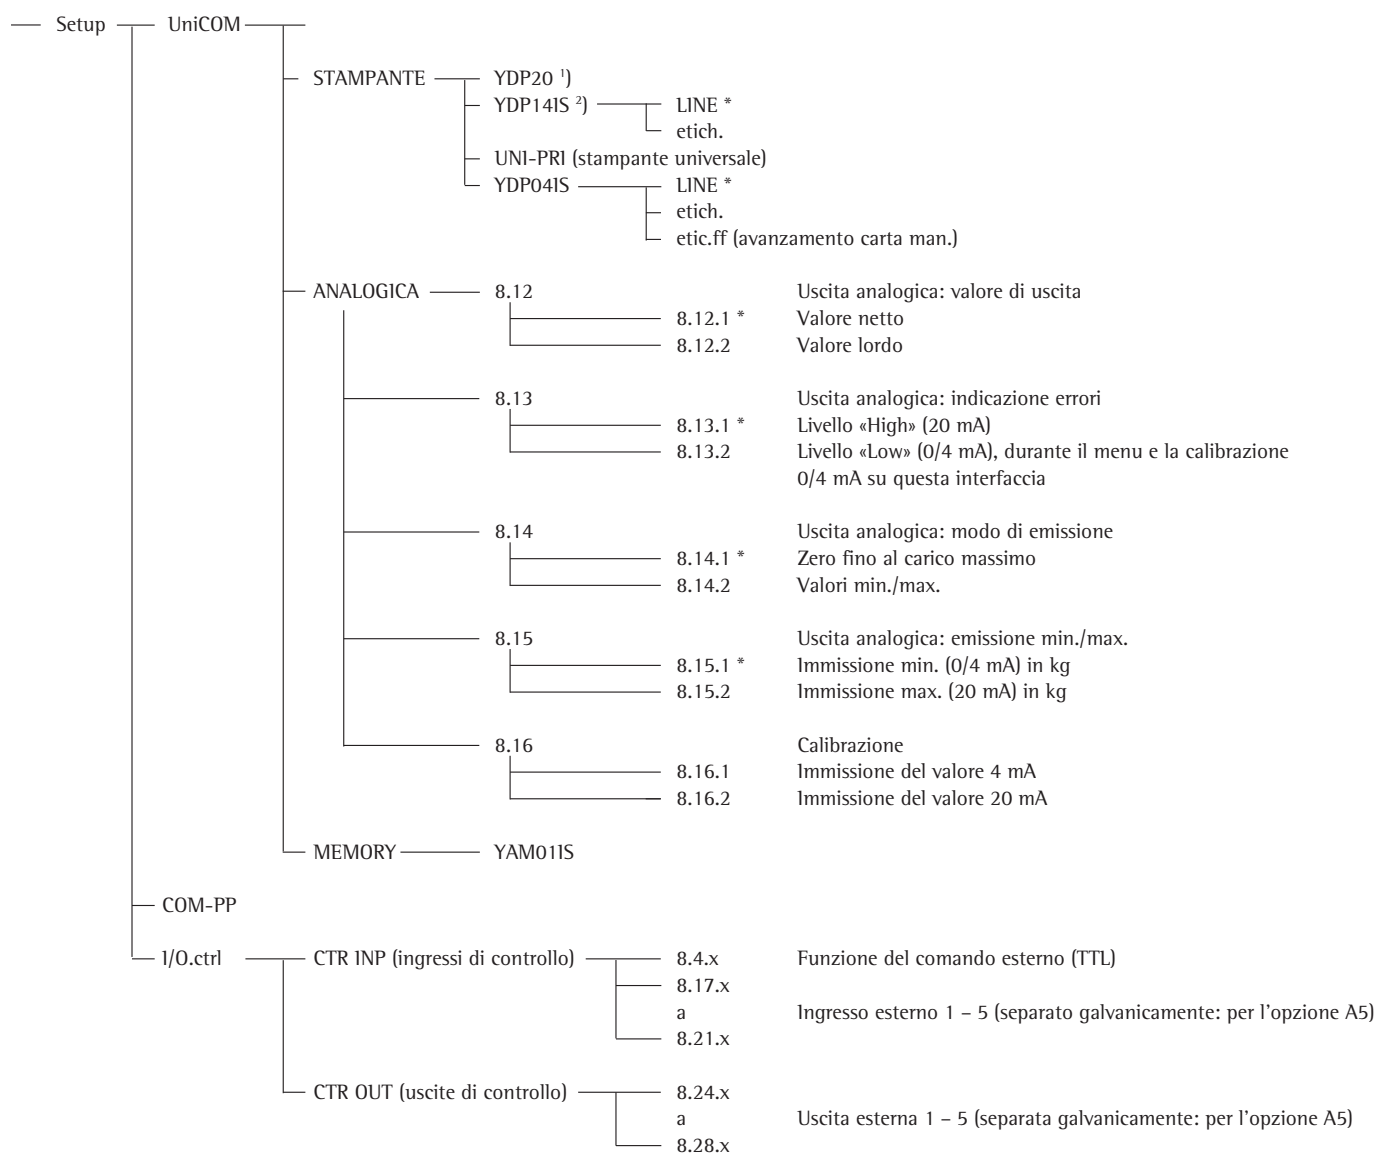 Setup UniCOM
STAMPANTE YDP20 ¹)
YDP14IS ²) LINE *
etich.
UNI-PRI (stampante universale)
YDP04IS LINE *
etich.
etic.ff (avanzamento carta man.)
ANALOGICA 8.12 Uscita analogica: valore di uscita
8.12.1 * Valore netto
8.12.2 Valore lordo
8.13 Uscita analogica: indicazione errori
8.13.1 * Livello «High» (20 mA)
8.13.2 Livello «Low» (0/4 mA), durante il menu e la calibrazione
0/4 mA su questa interfaccia
8.14 Uscita analogica: modo di emissione
8.14.1 * Zero fino al carico massimo
8.14.2 Valori min./max.
8.15 Uscita analogica: emissione min./max.
8.15.1 * Immissione min. (0/4 mA) in kg
8.15.2 Immissione max. (20 mA) in kg
8.16 Calibrazione
8.16.1 Immissione del valore 4 mA
8.16.2 Immissione del valore 20 mA
MEMORY YAM01IS
COM-PP
I/O.ctrl CTR INP (ingressi di controllo) 8.4.x Funzione del comando esterno (TTL)
8.17.x
a Ingresso esterno 1 – 5 (separato galvanicamente: per l'opzione A5)
8.21.x
CTR OUT (uscite di controllo) 8.24.x
a Uscita esterna 1 – 5 (separata galvanicamente: per l'opzione A5)
8.28.x